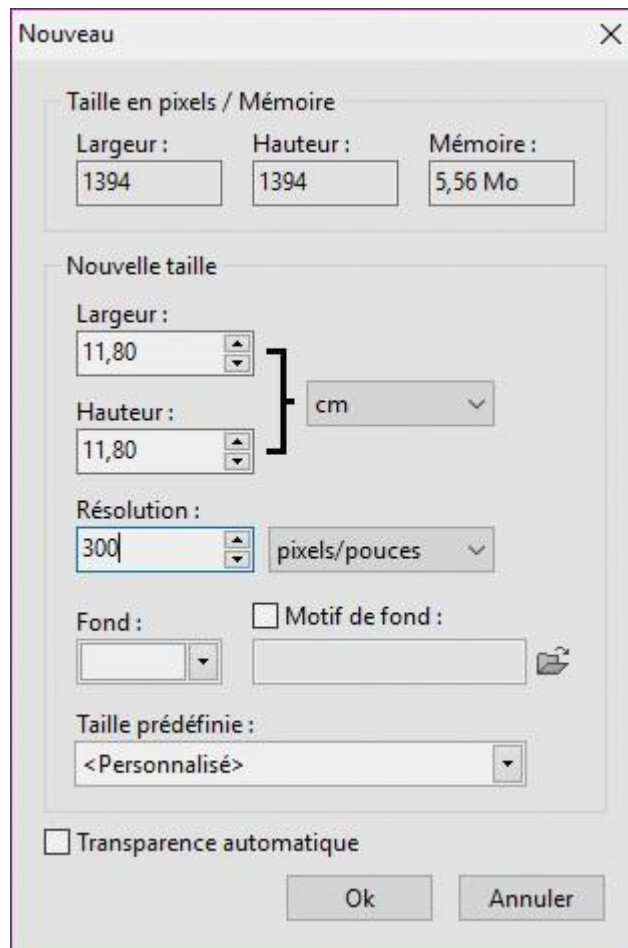 Nouveau
Taille en pixels / Mémoire
Largeur : Hauteur : Mémoire :
1394 1394 5,56 Mo
Nouvelle taille
Largeur :
11,80
cm
Hauteur :
11,80
Résolution :
300 pixels/pouces
Fond : Motif de fond :
Taille prédéfinie :
<Personnalisé>
Transparence automatique
Ok Annuler